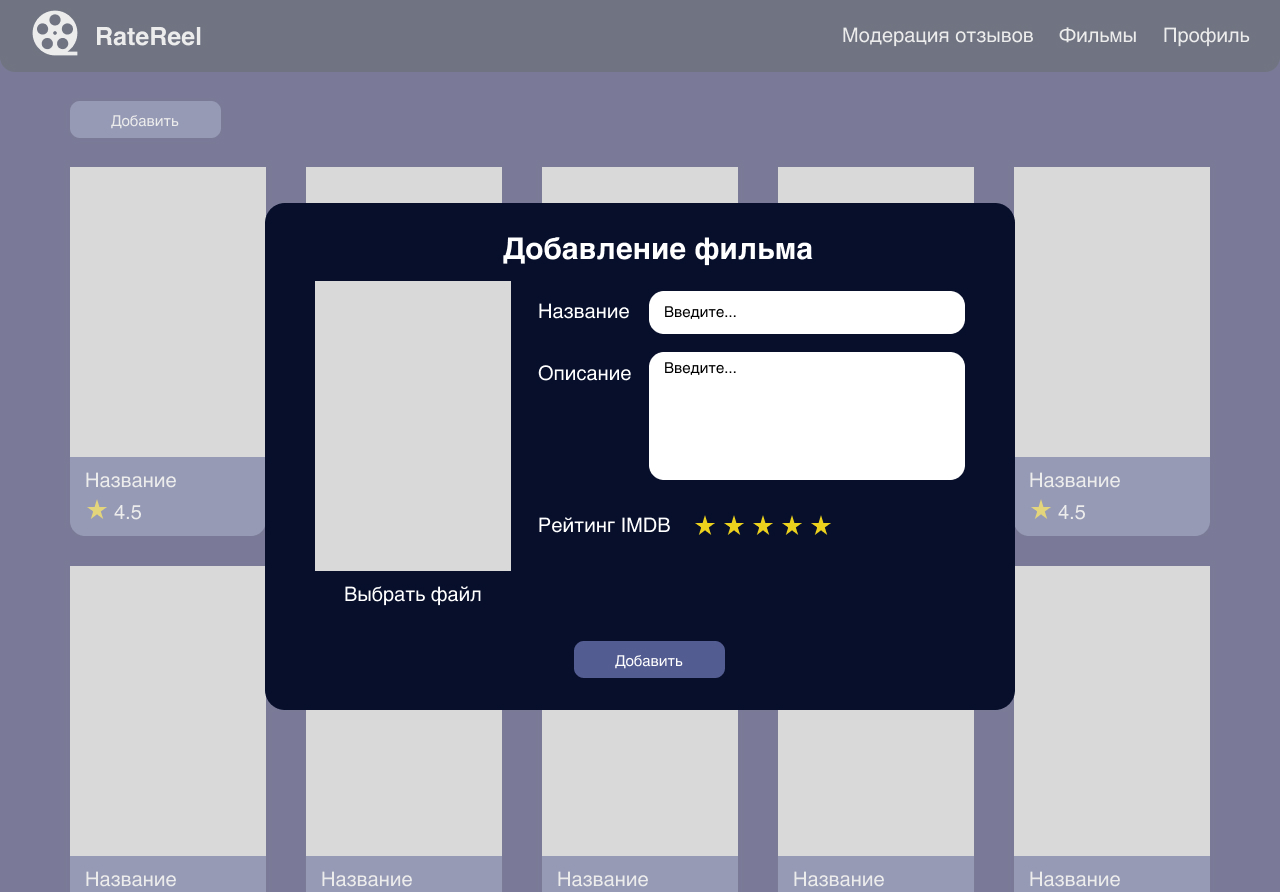 RateReel
Модерация отзывов Фильмы Профиль
Добавить
Добавление фильма
Название Введите...
Описание Введите...
Рейтинг IMDB
Выбрать файл
Добавить
Название Название
4.5 4.5
Название Название Название Название Название